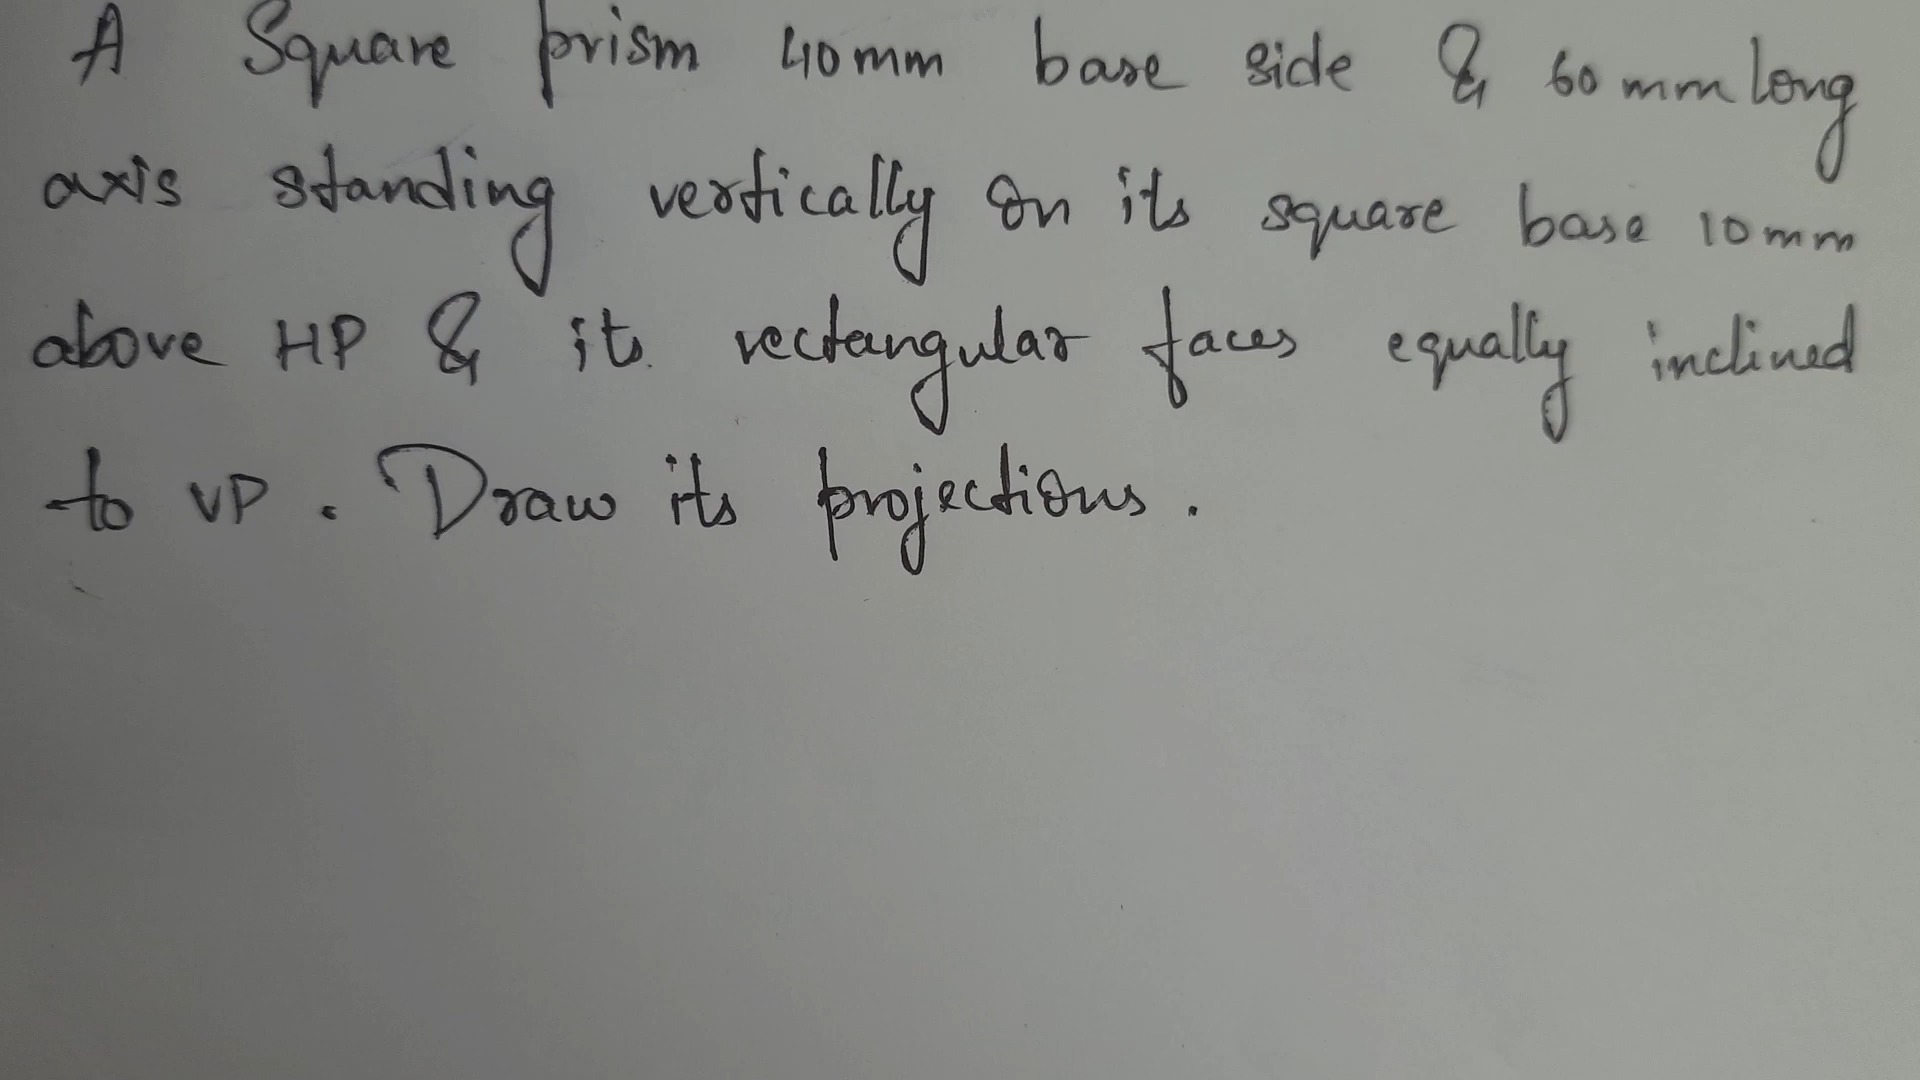 A Square prism 40mm base side & 60 mm long
axis standing vertically on its square base 10mm
above HP & its rectangular faces equally inclined
to VP. Draw its projections.